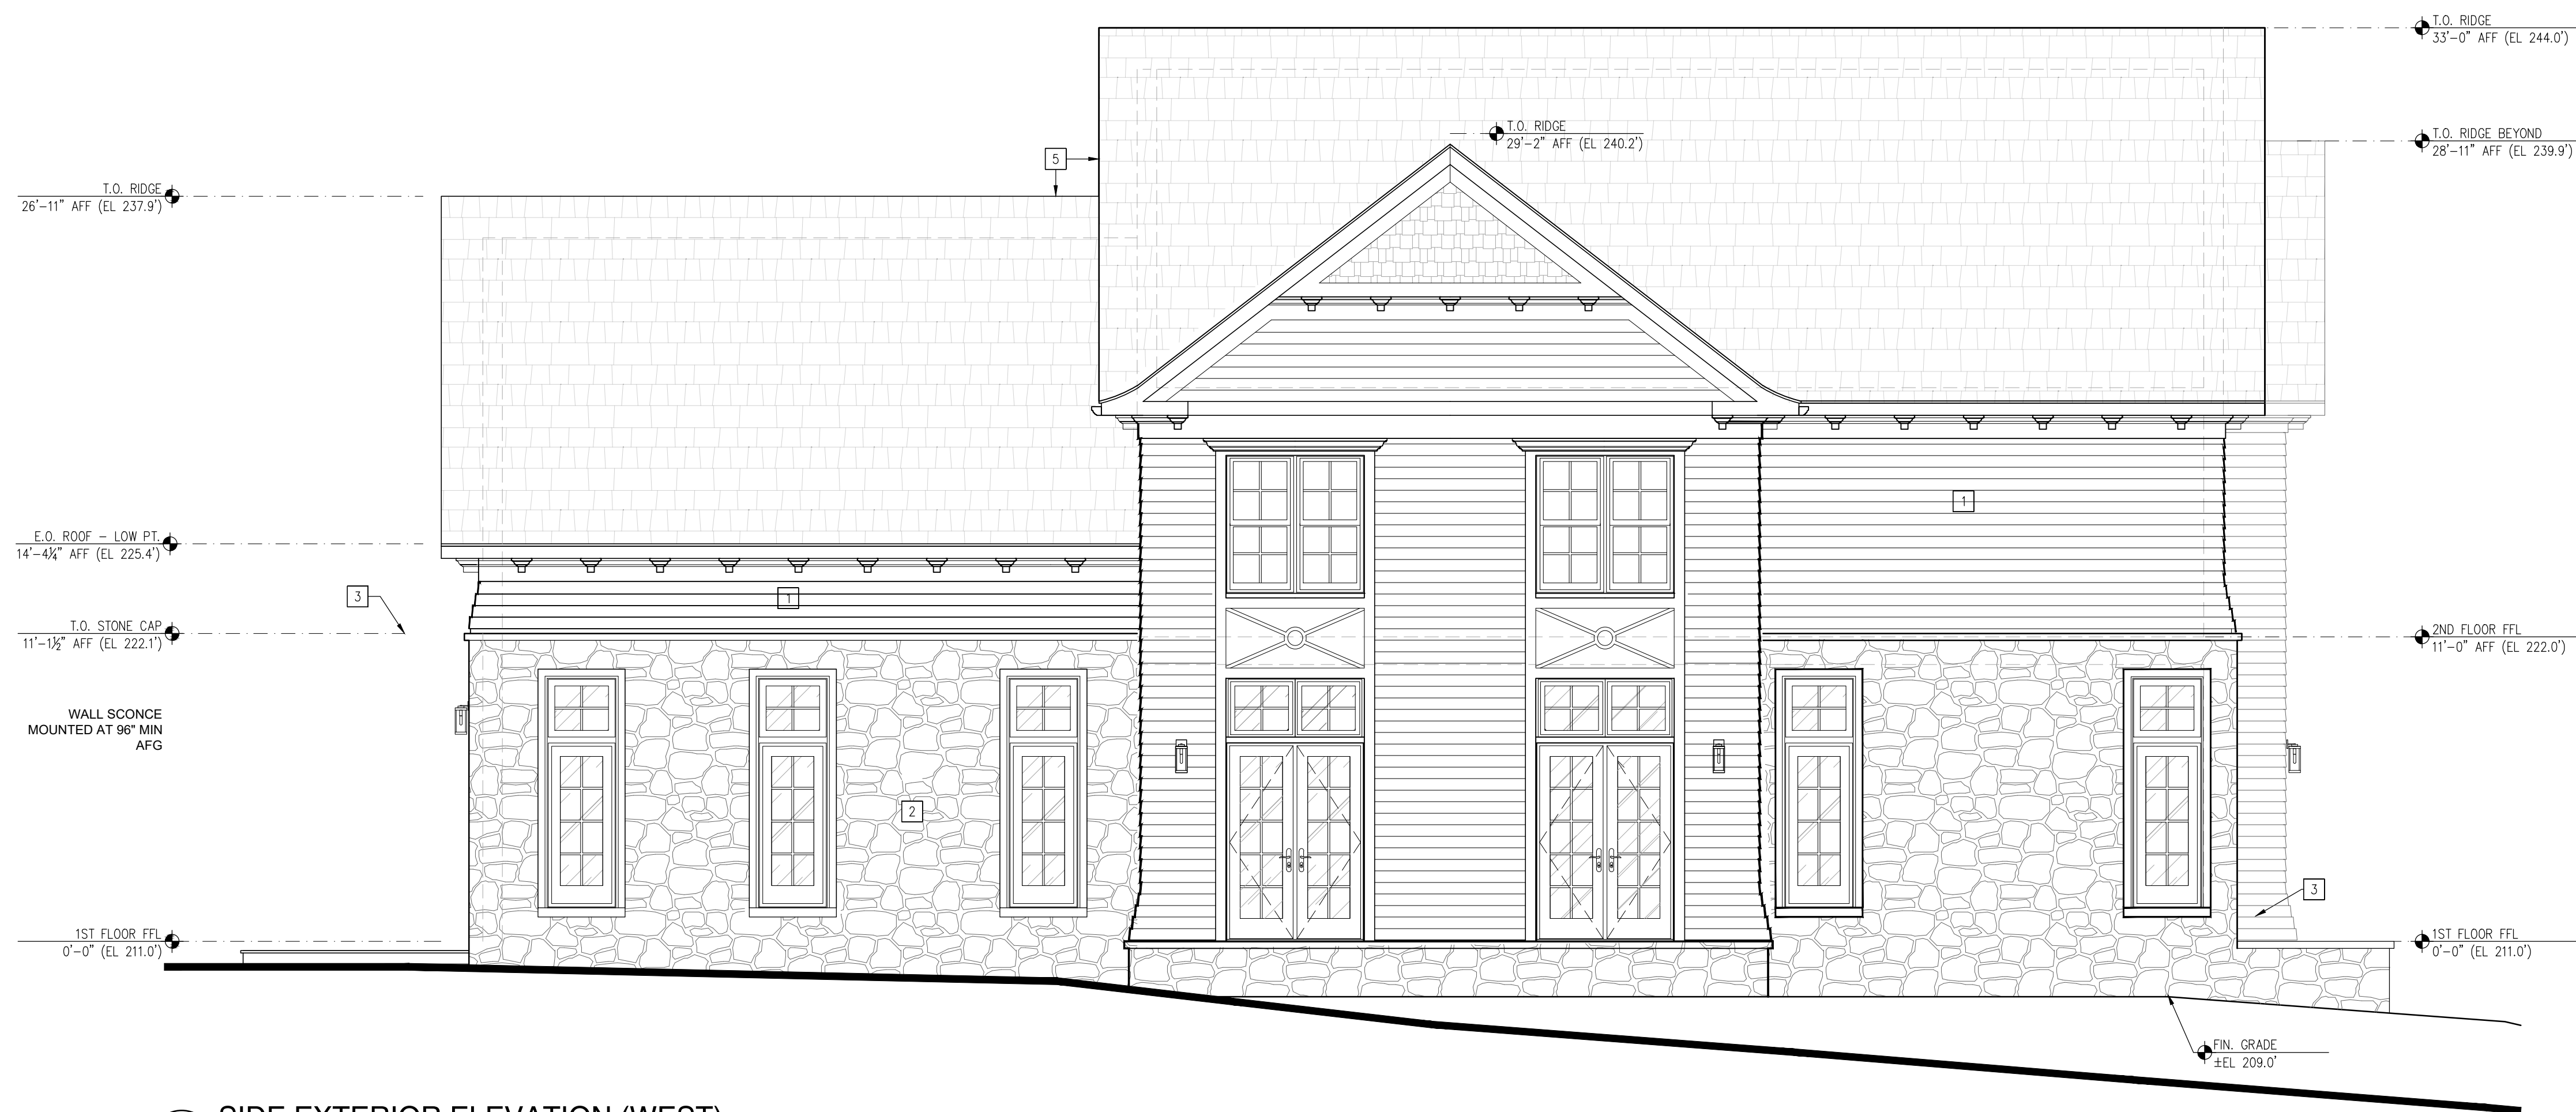 T.O. RIDGE
33'-0" AFF (EL 244.0')
T.O. RIDGE
29'-2" AFF (EL 240.2')
T.O. RIDGE BEYOND
28'-11" AFF (EL 239.9')
5
T.O. RIDGE
26'-11" AFF (EL 237.9')
1
E.O. ROOF - LOW PT.
14'-4¼" AFF (EL 225.4')
3
1
T.O. STONE CAP
11'-1½" AFF (EL 222.1')
2ND FLOOR FFL
11'-0" AFF (EL 222.0')
WALL SCONCE
MOUNTED AT 96" MIN
AFG
2
3
1ST FLOOR FFL
0'-0" (EL 211.0')
1ST FLOOR FFL
0'-0" (EL 211.0')
FIN. GRADE
±EL 209.0'
SIDE EXTERIOR ELEVATION (WEST)